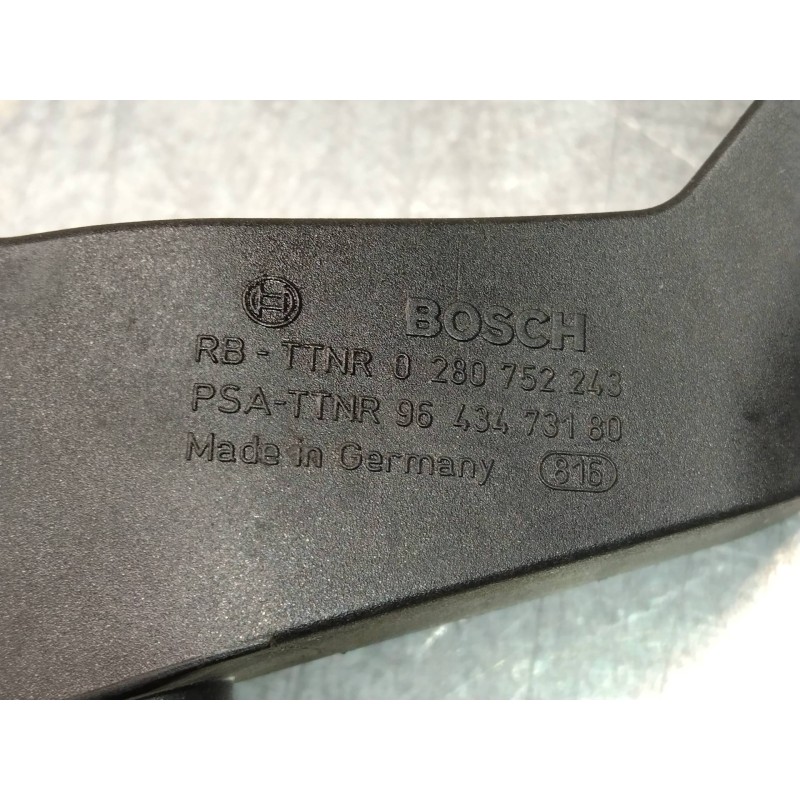 BOSCH
RB - TTNR 0 280 752 243
PSA-TTNR 96 434 731 80
Made in Germany 816